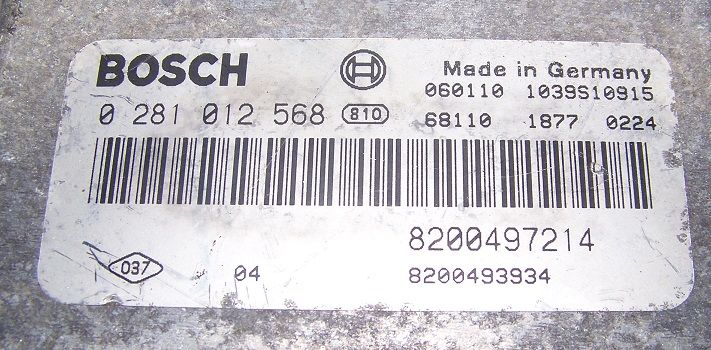 BOSCH
Made in Germany
060110 1039S10915
0 281 012 568 810
68110 1877 0224
8200497214
037 04 8200493934